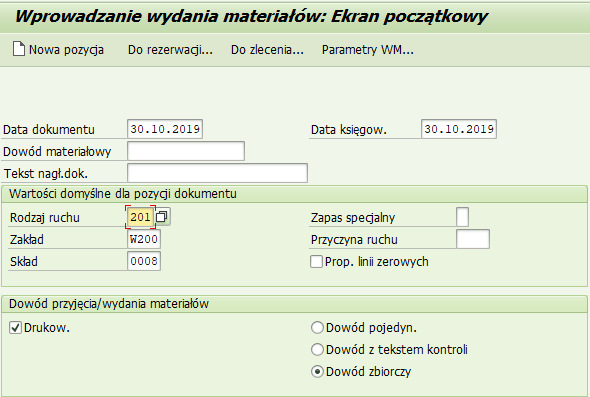 Wprowadzanie wydania materiałów: Ekran początkowy
Nowa pozycja Do rezerwacji... Do zlecenia... Parametry WM...
Data dokumentu 30.10.2019 Data księgow. 30.10.2019
Dowód materiałowy
Tekst nagł.dok.
Wartości domyślne dla pozycji dokumentu
Rodzaj ruchu 201 Zapas specjalny
Zakład W200 Przyczyna ruchu
Skład 0008 Prop. linii zerowych
Dowód przyjęcia/wydania materiałów
Drukow. Dowód pojedyn.
Dowód z tekstem kontroli
Dowód zbiorczy